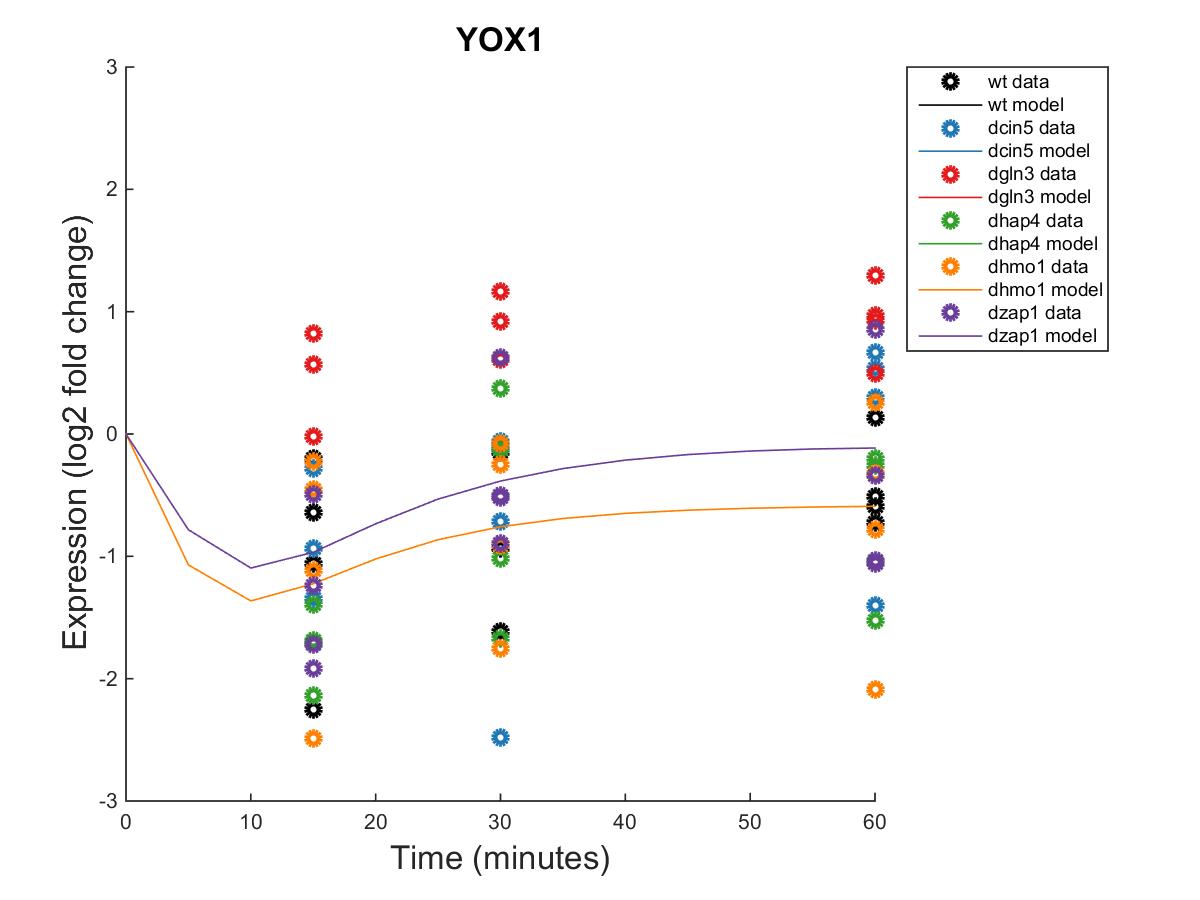 YOX1
3
2
1
0
-1
-2
-3
Expression (log2 fold change)
0 10 20 30 40 50 60
Time (minutes)
wt data
wt model
dcin5 data
dcin5 model
dgln3 data
dgln3 model
dhap4 data
dhap4 model
dhmo1 data
dhmo1 model
dzap1 data
dzap1 model